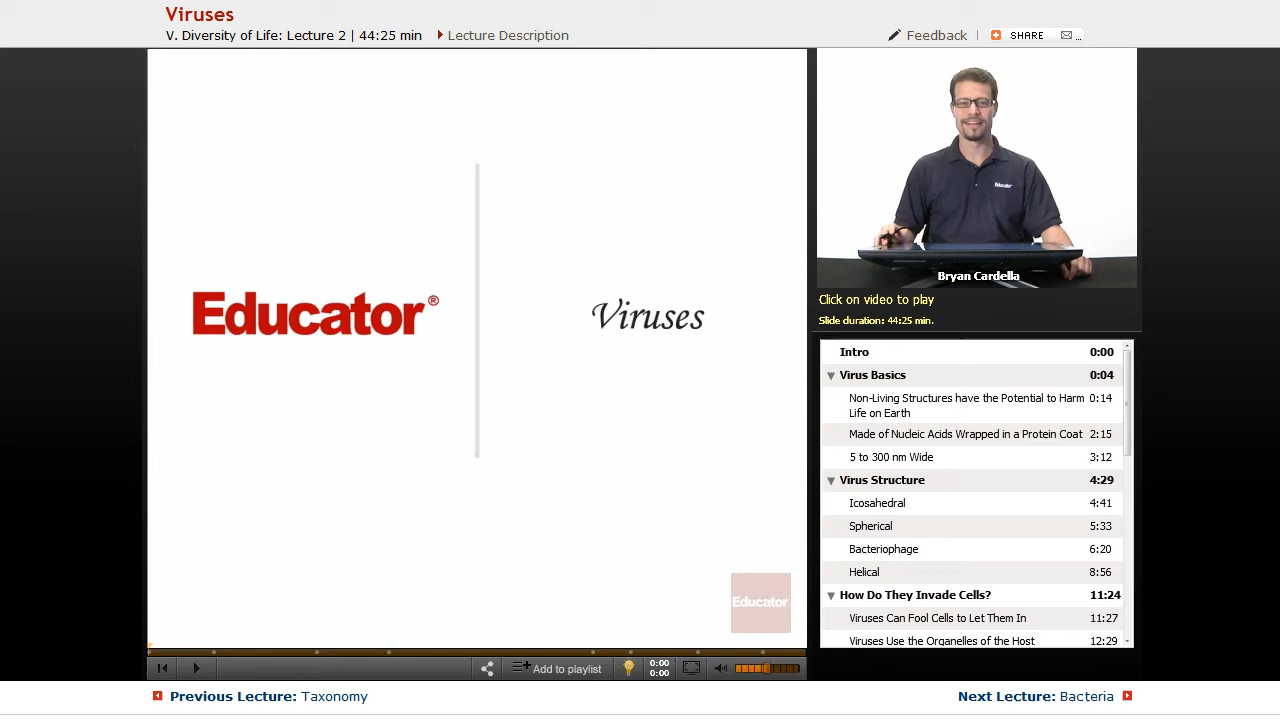 Viruses
V. Diversity of Life: Lecture 2 | 44:25 min
Lecture Description
Feedback
SHARE
...
Educator®
Viruses
Educator
Educator
Bryan Cardella
Click on video to play
Slide duration: 44:25 min.
Intro 0:00
Virus Basics 0:04
Non-Living Structures have the Potential to Harm 0:14
Life on Earth
Made of Nucleic Acids Wrapped in a Protein Coat 2:15
5 to 300 nm Wide 3:12
Virus Structure 4:29
Icosahedral 4:41
Spherical 5:33
Bacteriophage 6:20
Helical 8:56
How Do They Invade Cells? 11:24
Viruses Can Fool Cells to Let Them In 11:27
Viruses Use the Organelles of the Host 12:29
Add to playlist
0:00
0:00
Previous Lecture: Taxonomy
Next Lecture: Bacteria